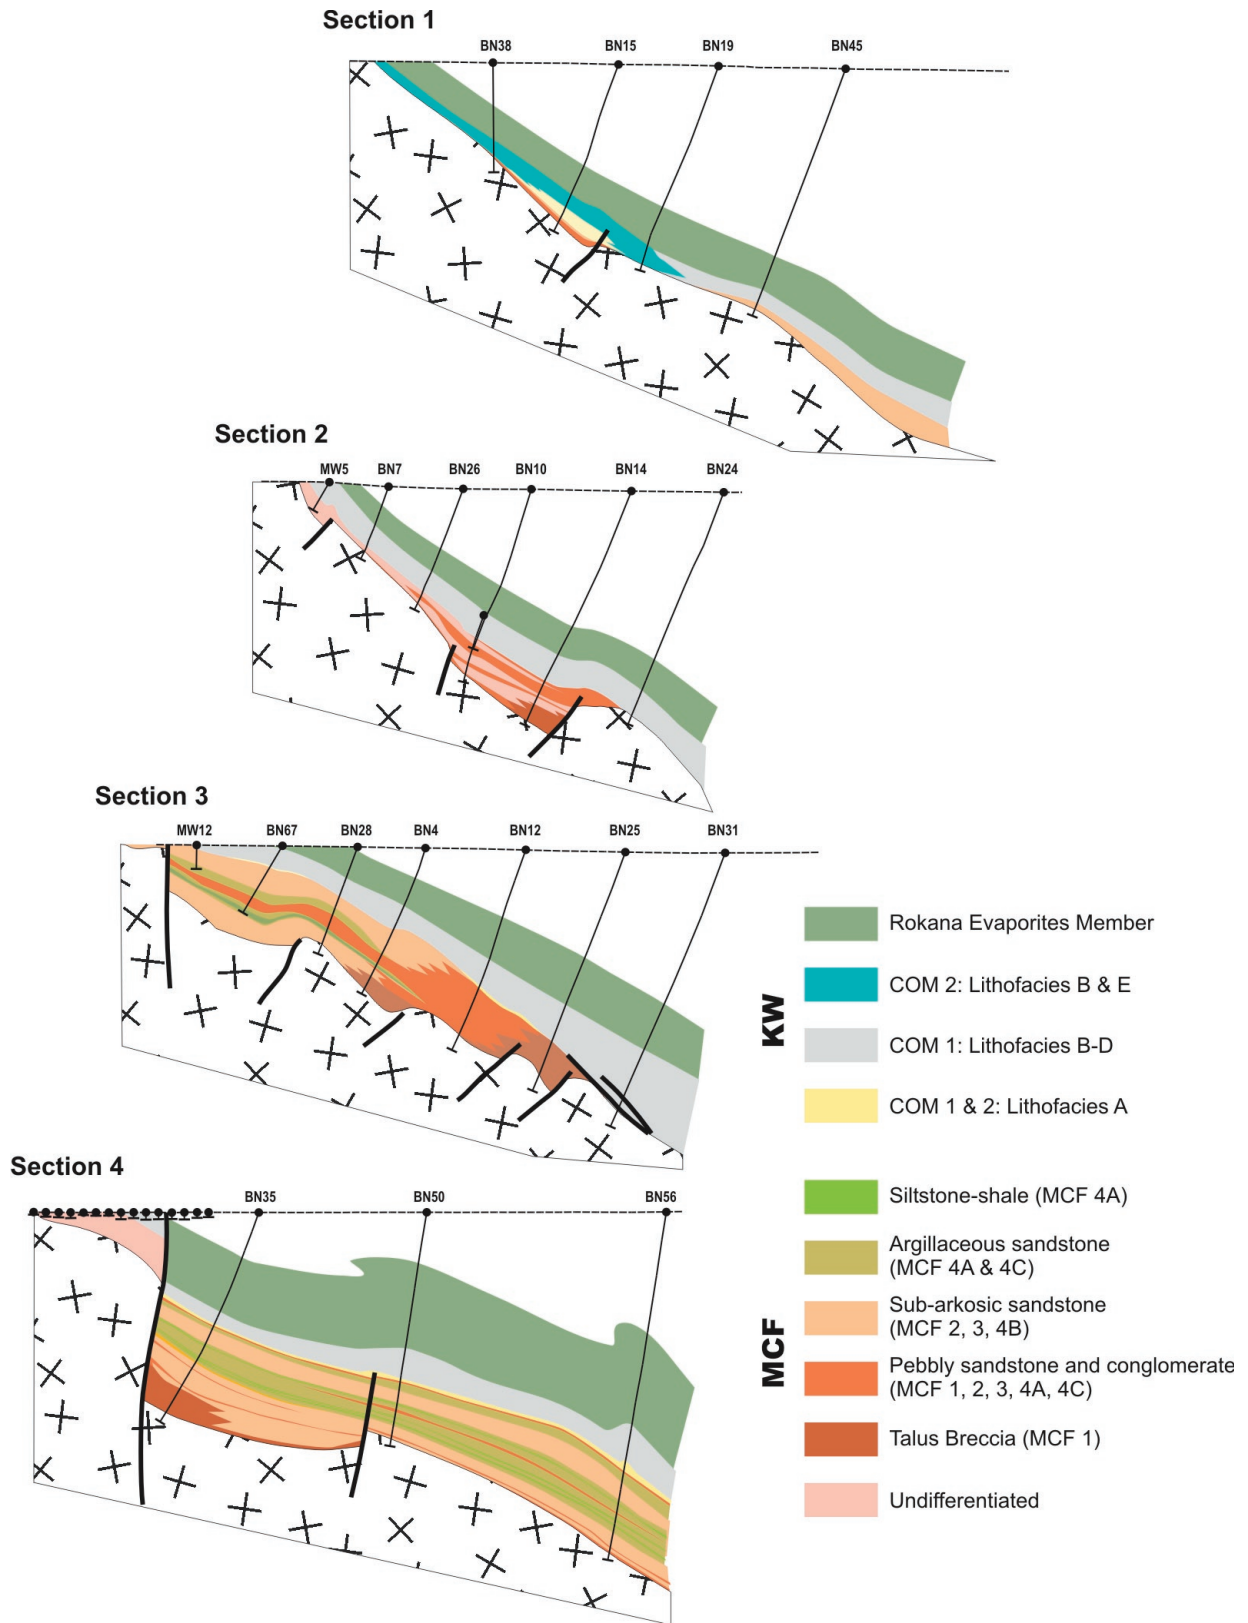 Section 1
BN38 BN15 BN19 BN45
Section 2
MW5 BN7 BN26 BN10 BN14 BN24
Section 3
MW12 BN67 BN28 BN4 BN12 BN25 BN31
Section 4
BN35 BN50 BN56
KW
Rokana Evaporites Member
COM 2: Lithofacies B & E
COM 1: Lithofacies B-D
COM 1 & 2: Lithofacies A
MCF
Siltstone-shale (MCF 4A)
Argillaceous sandstone
(MCF 4A & 4C)
Sub-arkosic sandstone
(MCF 2, 3, 4B)
Pebbly sandstone and conglomerate
(MCF 1, 2, 3, 4A, 4C)
Talus Breccia (MCF 1)
Undifferentiated